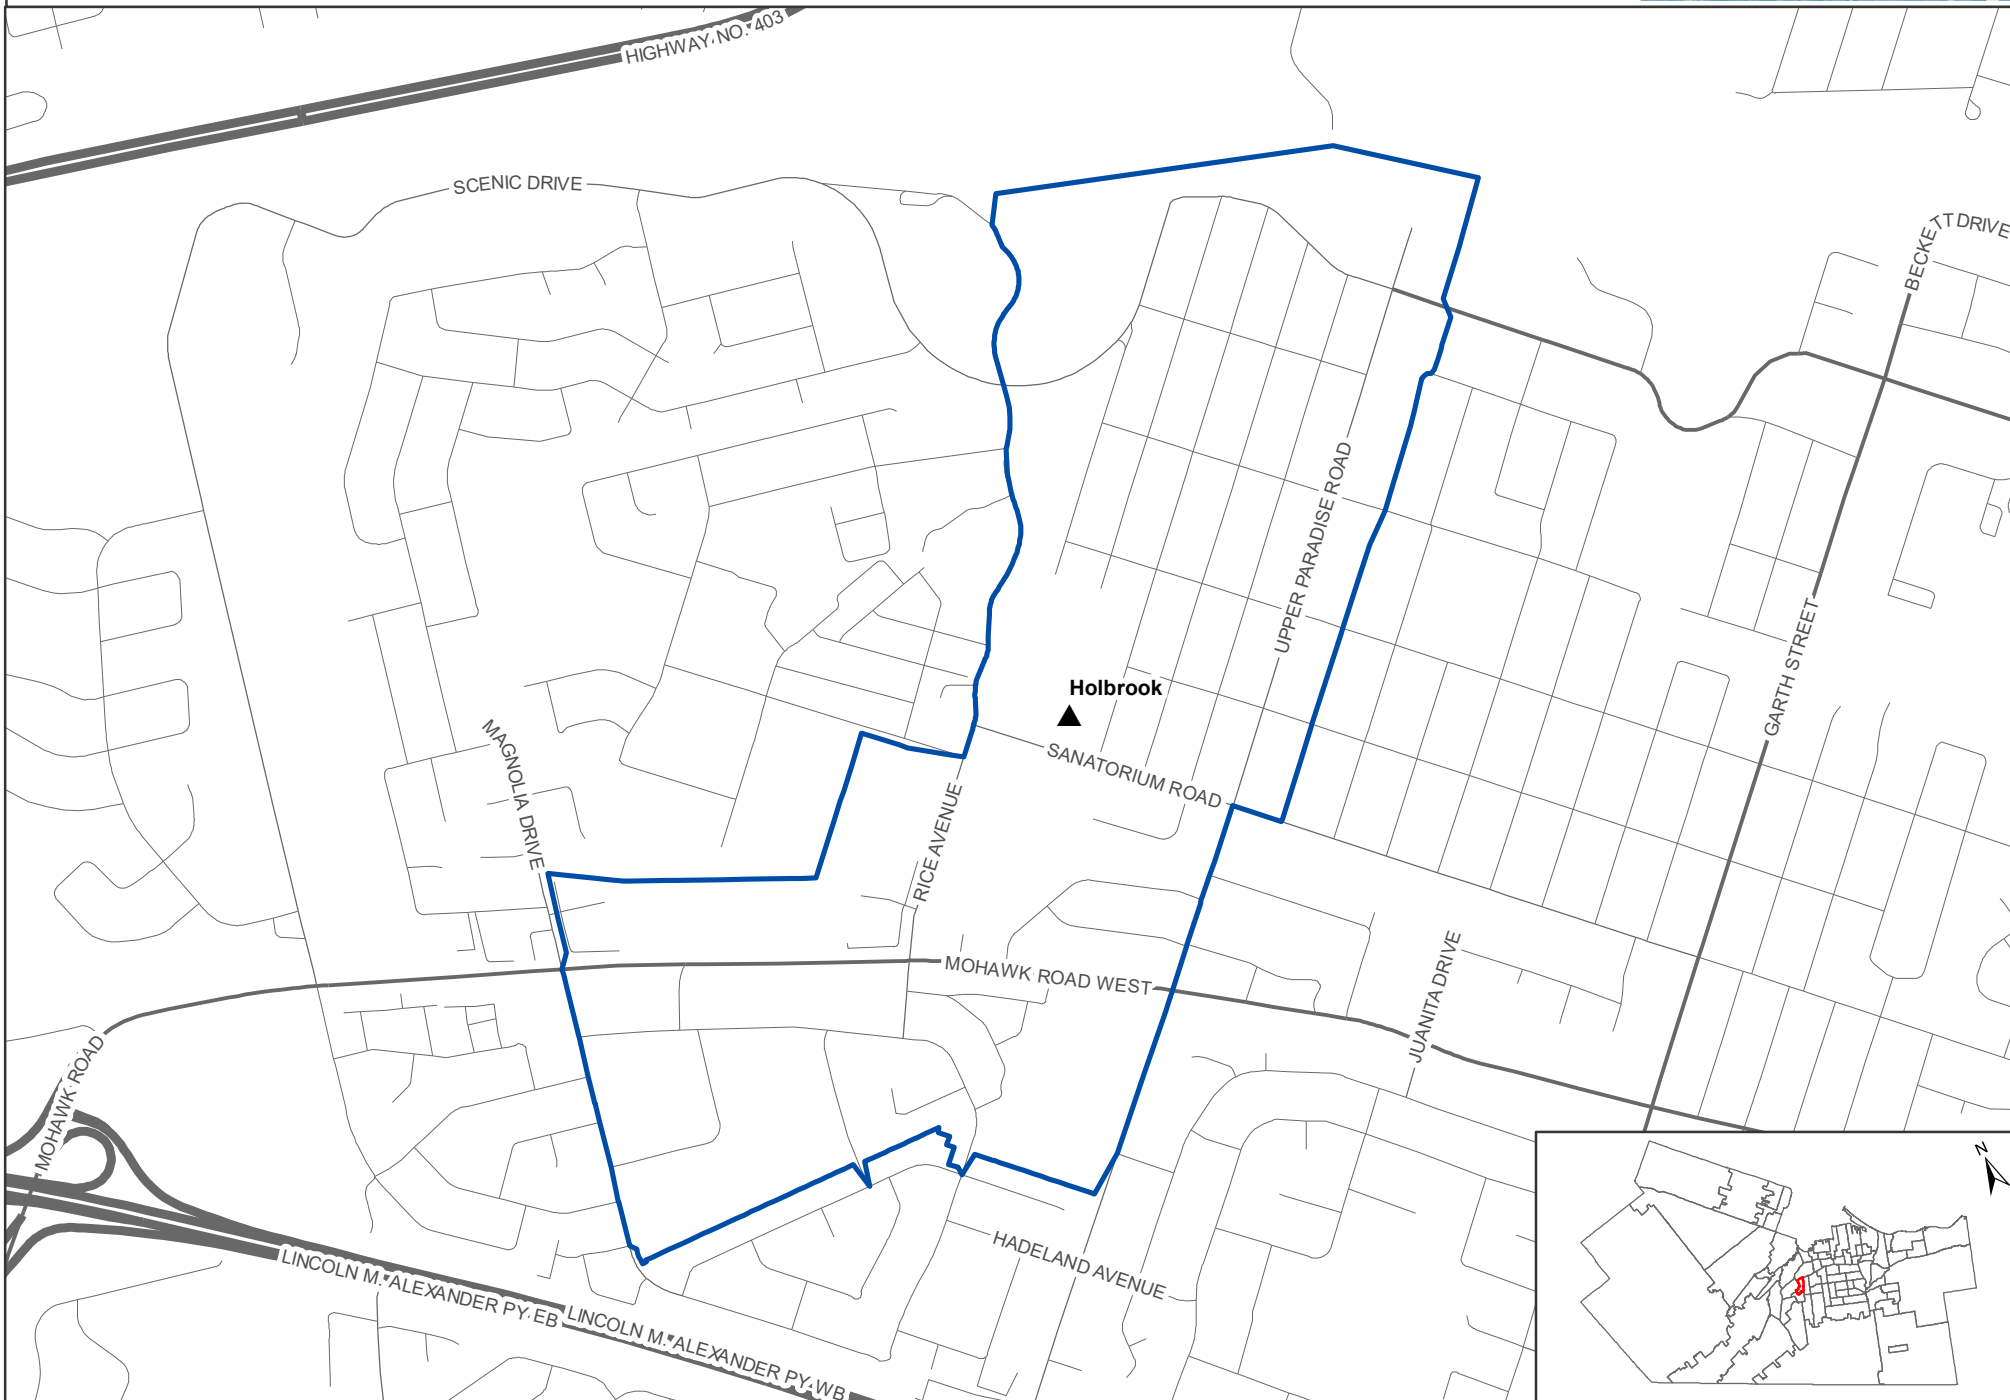 HIGHWAY NO. 403
SCENIC DRIVE
BECKETT DRIVE
UPPER PARADISE ROAD
GARTH STREET
Holbrook
SANATORIUM ROAD
MAGNOLIA DRIVE
RICE AVENUE
MOHAWK ROAD WEST
JUANITA DRIVE
MOHAWK ROAD
HADELAND AVENUE
LINCOLN M. ALEXANDER PY EB
LINCOLN M. ALEXANDER PY WB
N